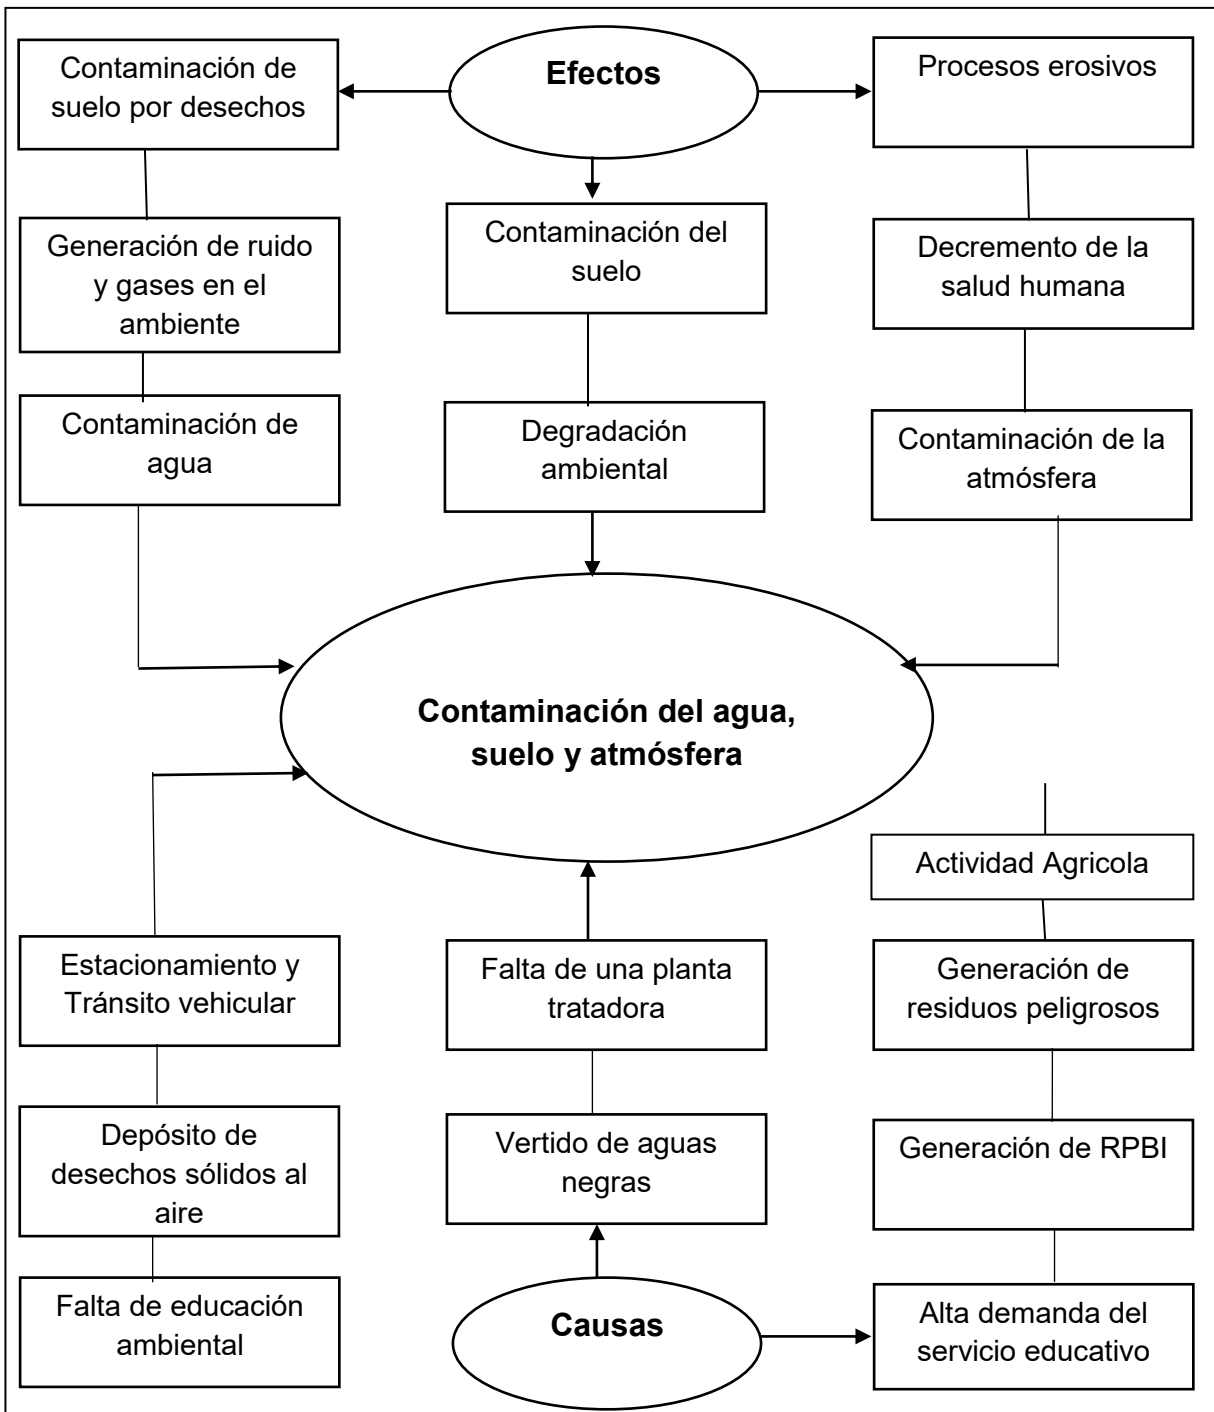 Efectos
Contaminación de
suelo por desechos
Procesos erosivos
Generación de ruido
y gases en el
ambiente
Contaminación del
suelo
Decremento de la
salud humana
Contaminación de
agua
Degradación
ambiental
Contaminación de la
atmósfera
Contaminación del agua,
suelo y atmósfera
Actividad Agricola
Estacionamiento y
Tránsito vehicular
Falta de una planta
tratadora
Generación de
residuos peligrosos
Depósito de
desechos sólidos al
aire
Vertido de aguas
negras
Generación de RPBI
Falta de educación
ambiental
Causas
Alta demanda del
servicio educativo